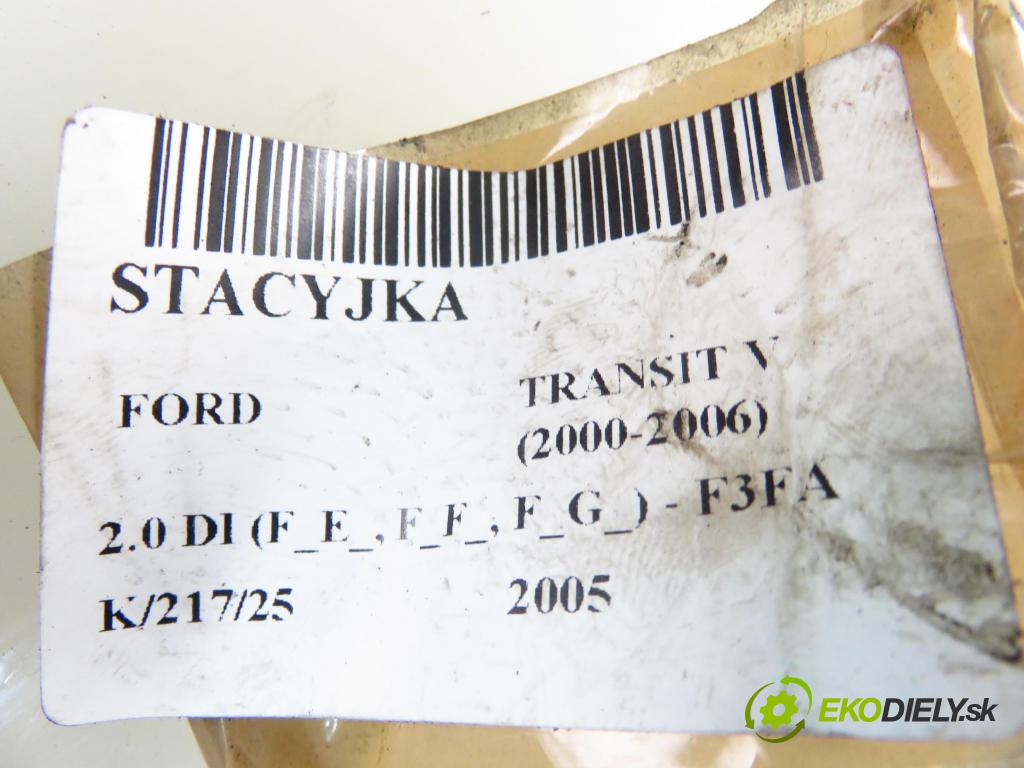 STACYJKA
FORD
TRANSIT V
(2000-2006)
2.0 DI (F_E_, F_F_, F_G_) - F3FA
K/217/25 2005
EKODIELY.sk